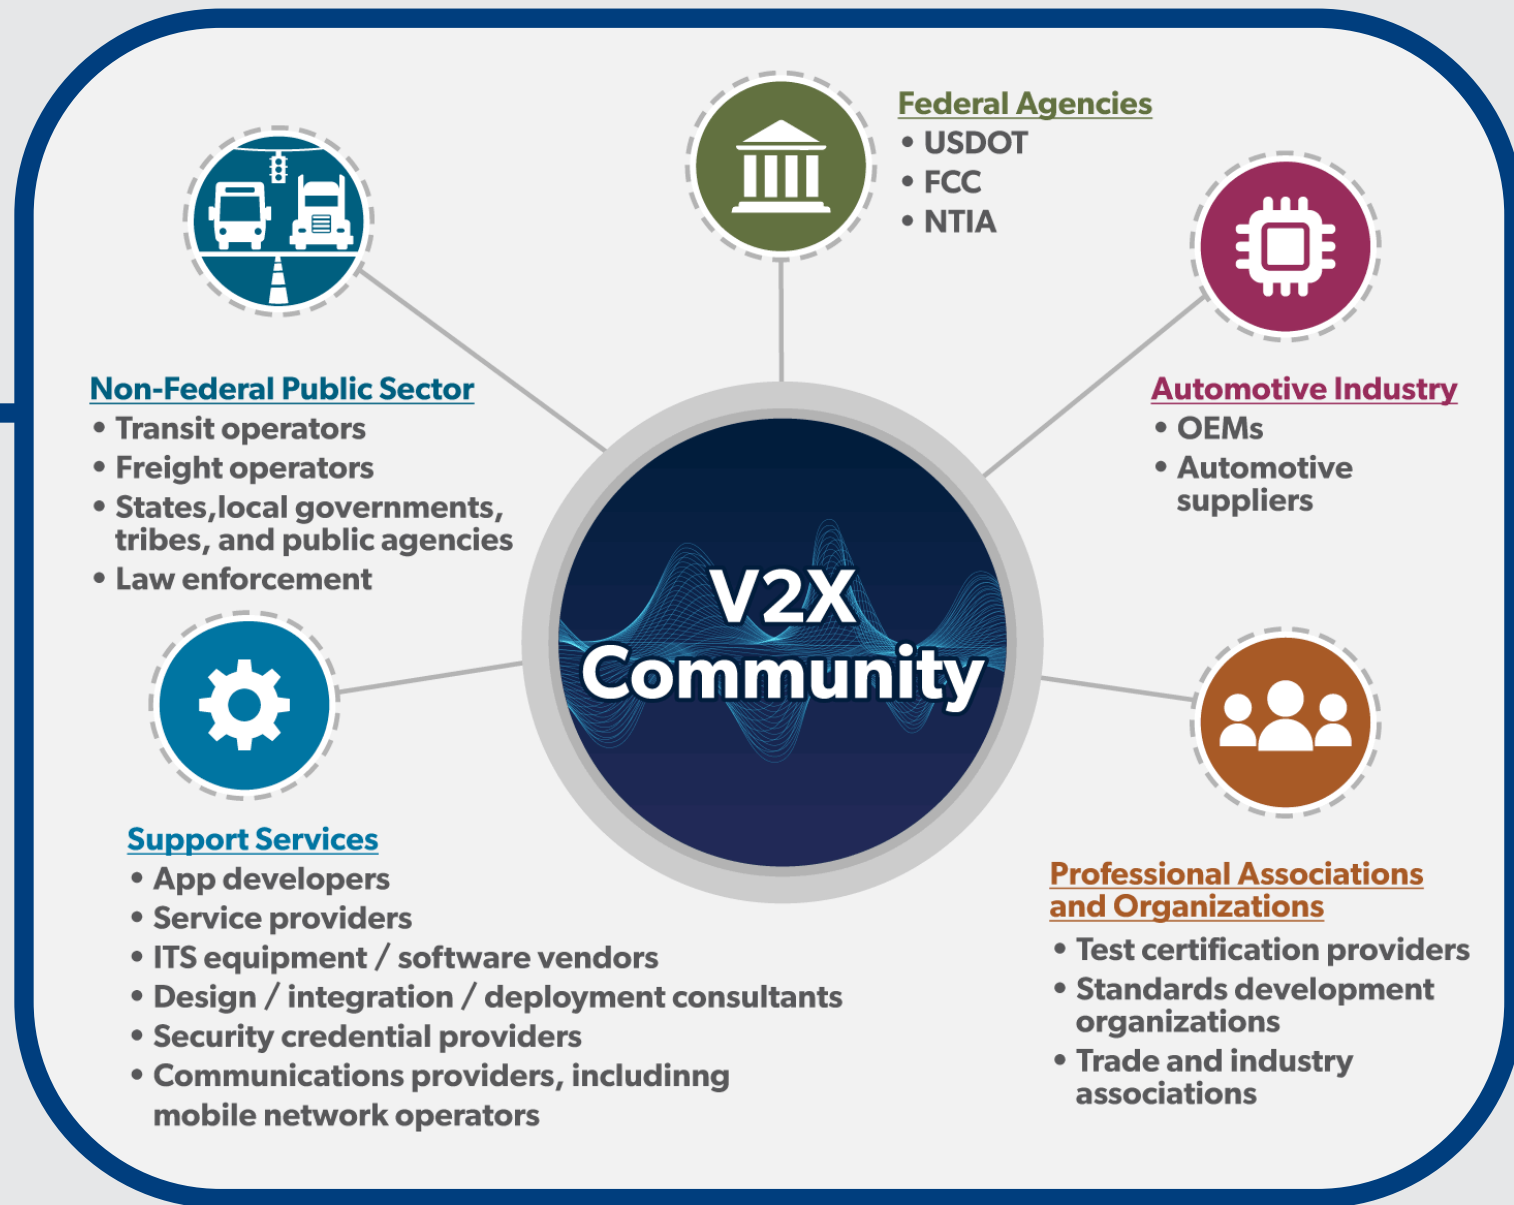 Federal Agencies
• USDOT
• FCC
• NTIA
Non-Federal Public Sector
• Transit operators
• Freight operators
• States,local governments,
tribes, and public agencies
• Law enforcement
Automotive Industry
• OEMs
• Automotive
suppliers
V2X
Community
Support Services
• App developers
• Service providers
• ITS equipment / software vendors
• Design / integration / deployment consultants
• Security credential providers
• Communications providers, includinng
mobile network operators
Professional Associations
and Organizations
• Test certification providers
• Standards development
organizations
• Trade and industry
associations